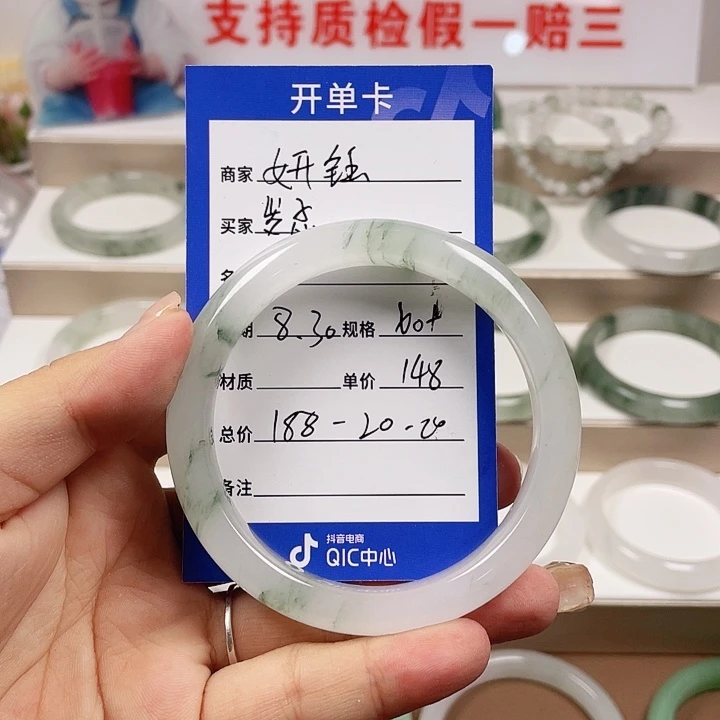 支持质检假一赔三
开单卡
商家 妍钰
买家
名
期 8.30 规格 60+
材质 单价 148
总价 188-20-20
备注
抖音电商
QIC中心